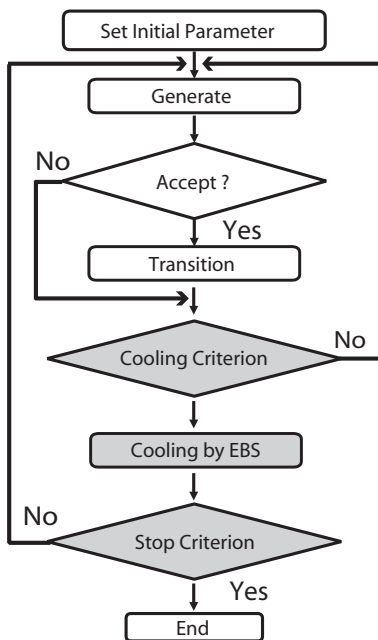 Set Initial Parameter
Generate
No
Accept ?
Yes
Transition
Cooling Criterion
No
Cooling by EBS
No
Stop Criterion
Yes
End